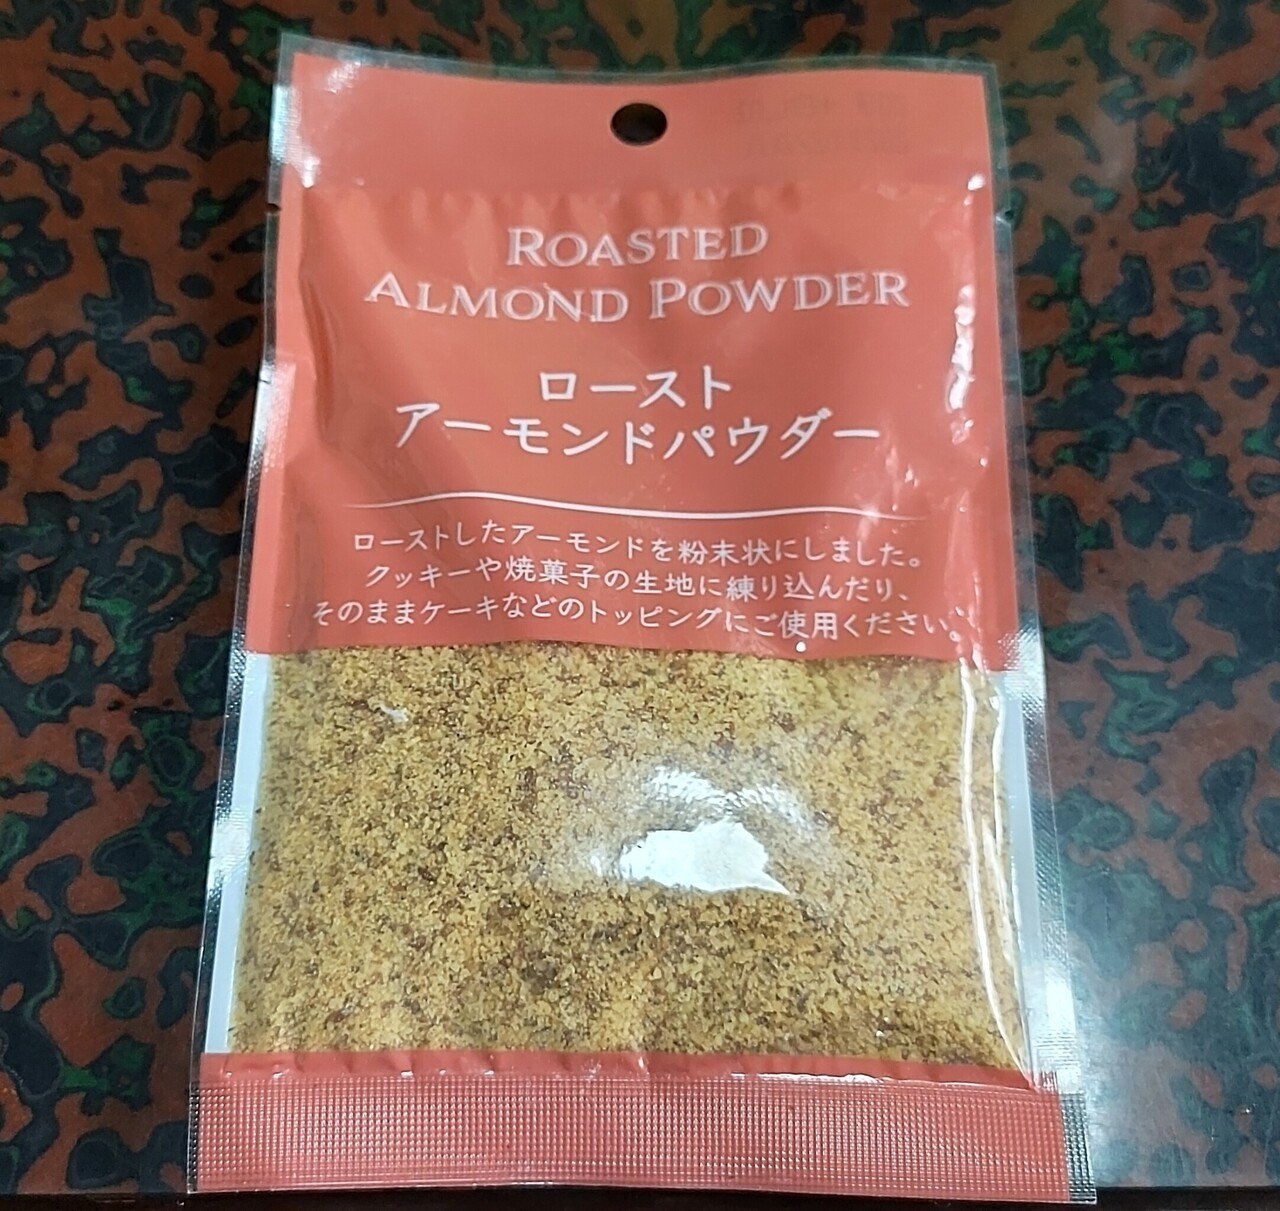 ROASTED
ALMOND POWDER
ロースト
アーモンドパウダー
ローストしたアーモンドを粉末状にしました。
クッキーや焼菓子の生地に練り込んだり、
そのままケーキなどのトッピングにご使用ください。